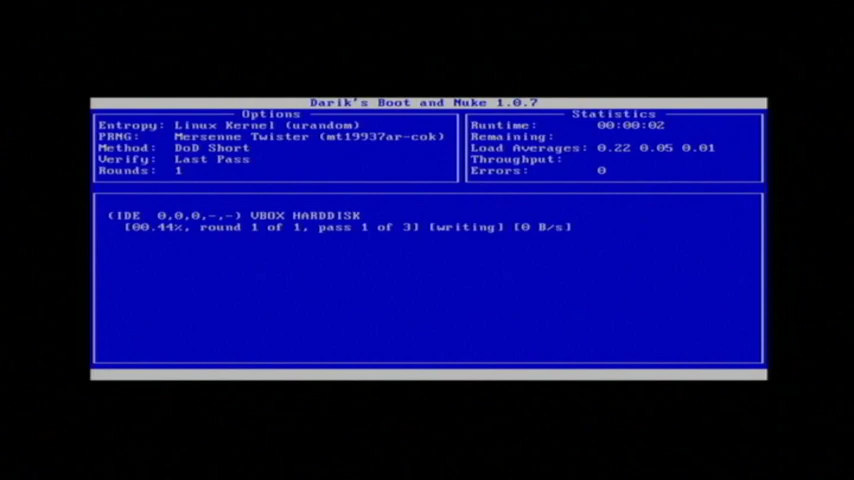 Darik's Boot and Nuke 1.0.7
Options
Entropy: Linux Kernel (urandom)
PRNG: Mersenne Twister (mt19937ar-cok)
Method: DoD Short
Verify: Last Pass
Rounds: 1
Statistics
Runtime: 00:00:02
Remaining:
Load Averages: 0.22 0.05 0.01
Throughput:
Errors: 0
(IDE 0,0,0,-,-) VBOX HARDDISK
[00.44%, round 1 of 1, pass 1 of 3] [writing] [0 B/s]